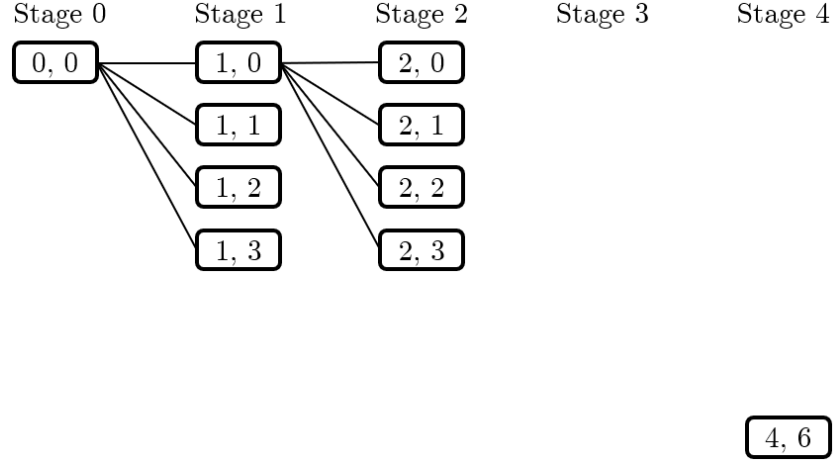 Stage 0 Stage 1 Stage 2 Stage 3 Stage 4
0, 0 1, 0 2, 0
1, 1 2, 1
1, 2 2, 2
1, 3 2, 3
4, 6